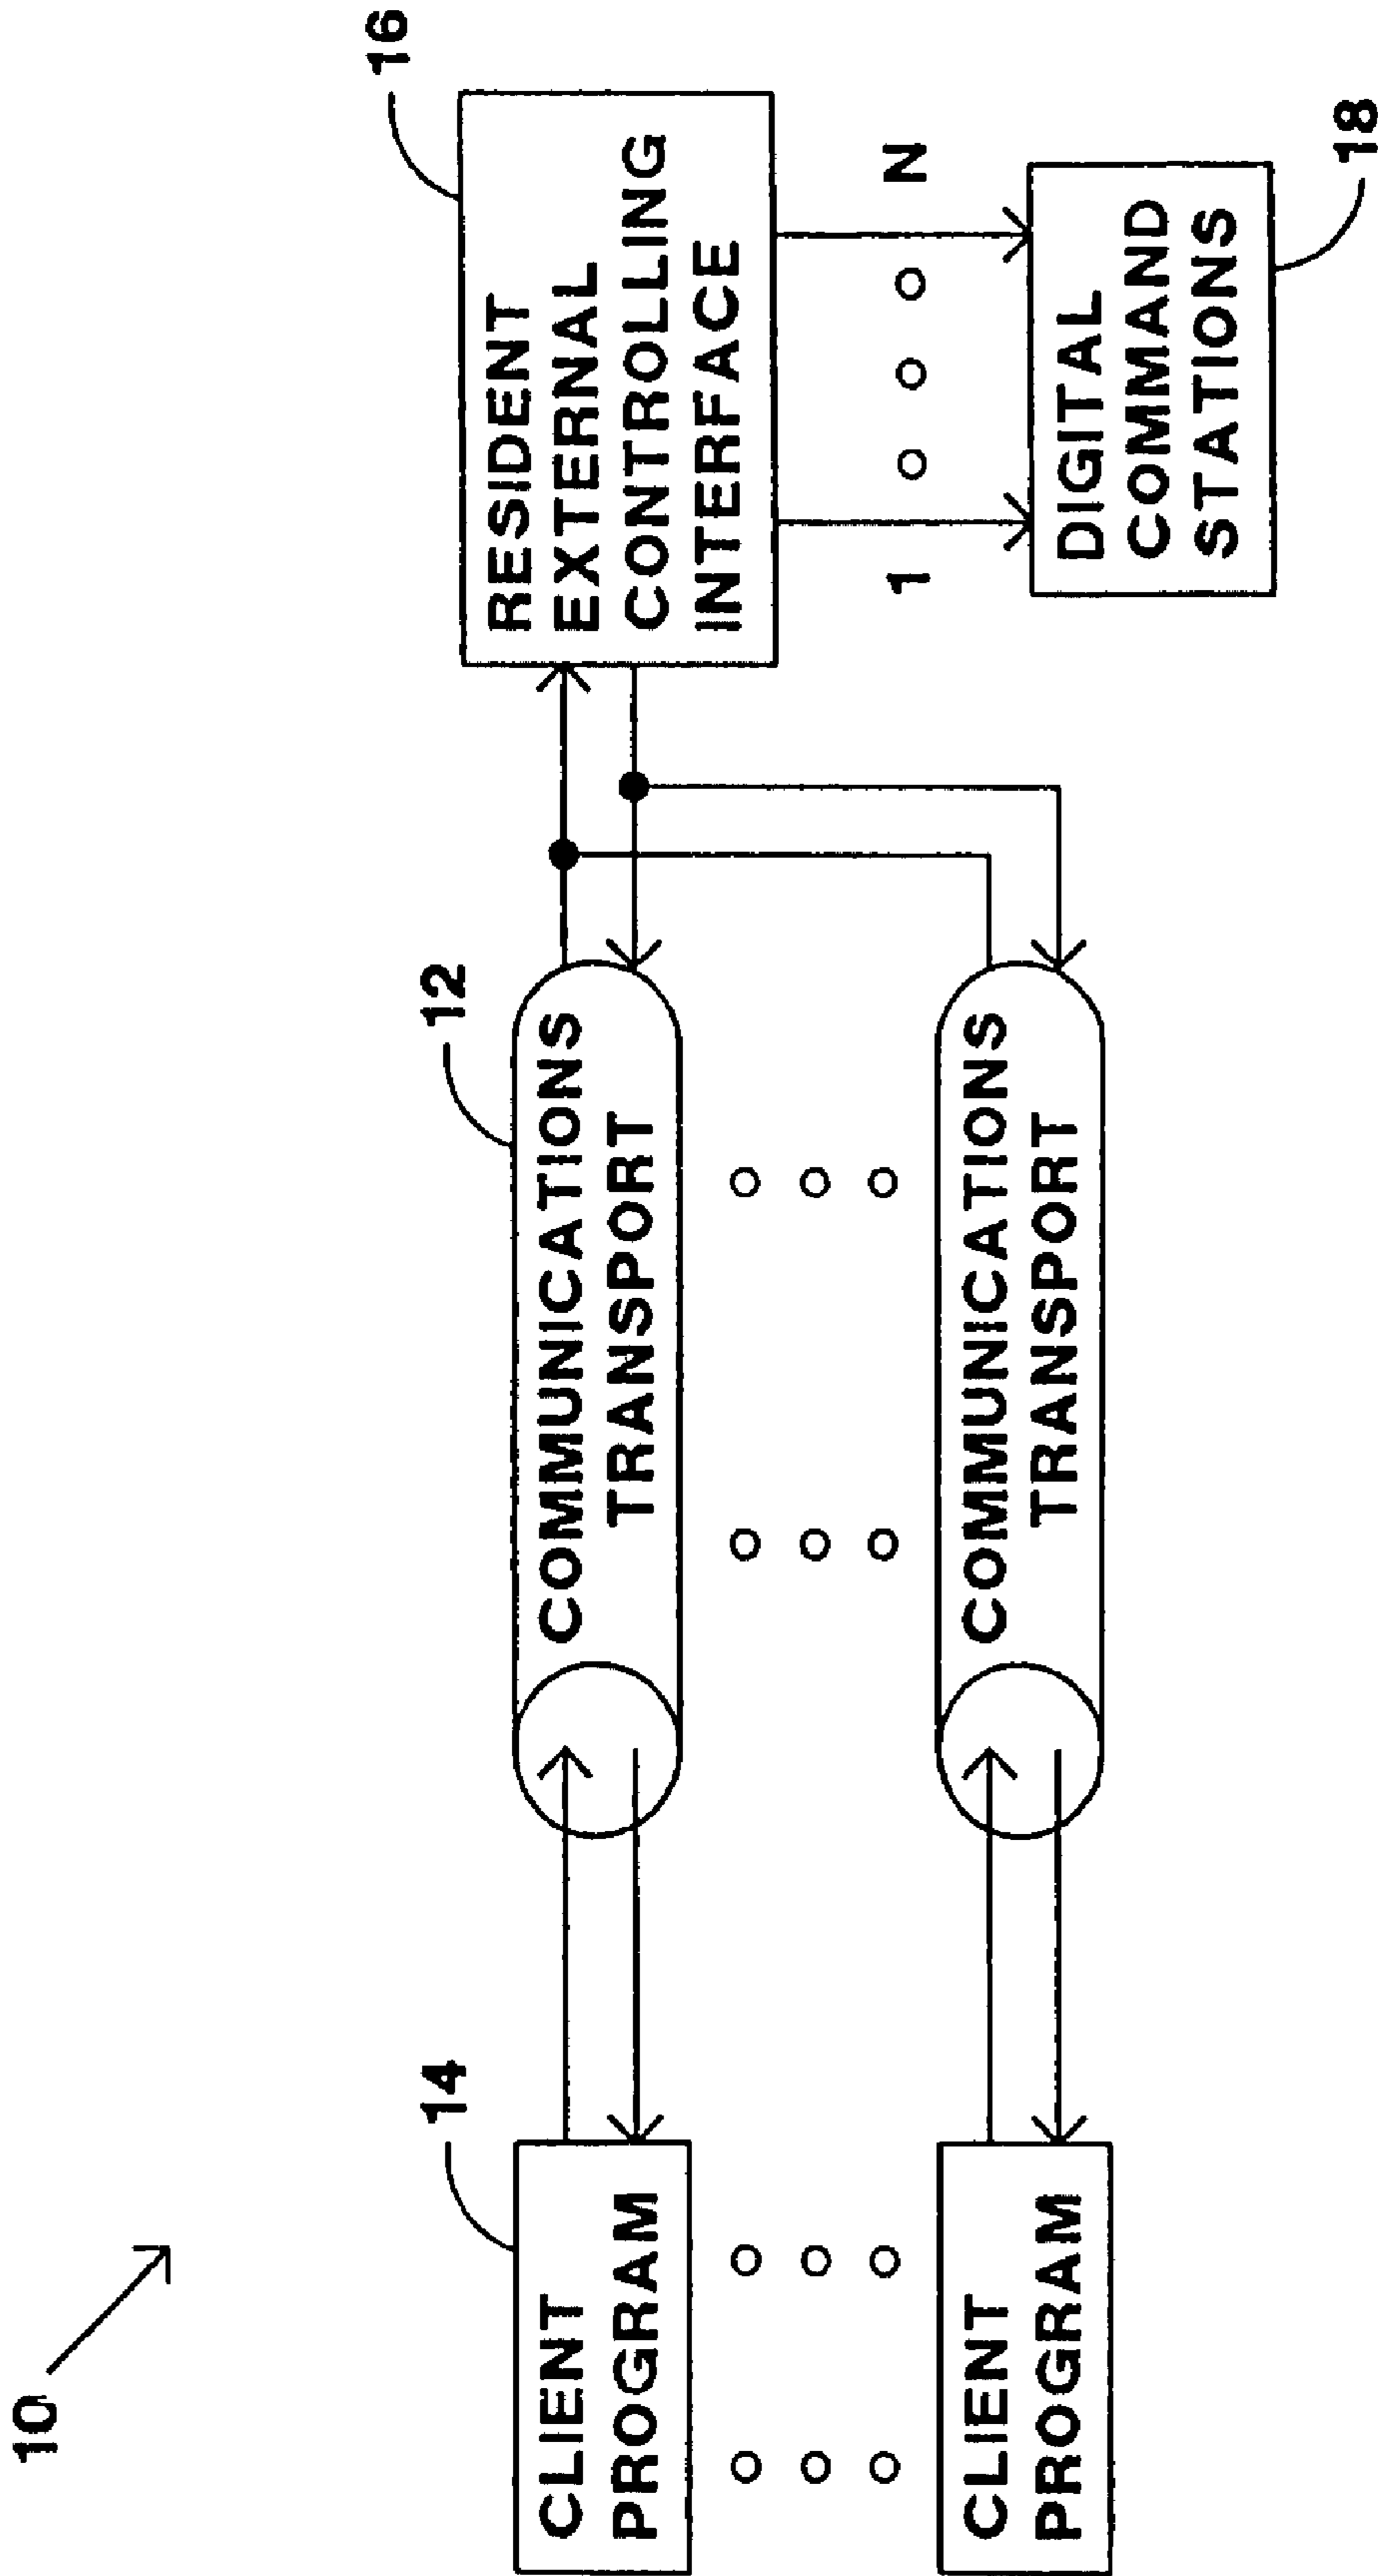 10
14
CLIENT
PROGRAM
12
COMMUNICATIONS
TRANSPORT
16
RESIDENT
EXTERNAL
CONTROLLING
INTERFACE
1
N
CLIENT
PROGRAM
COMMUNICATIONS
TRANSPORT
DIGITAL
COMMAND
STATIONS
18